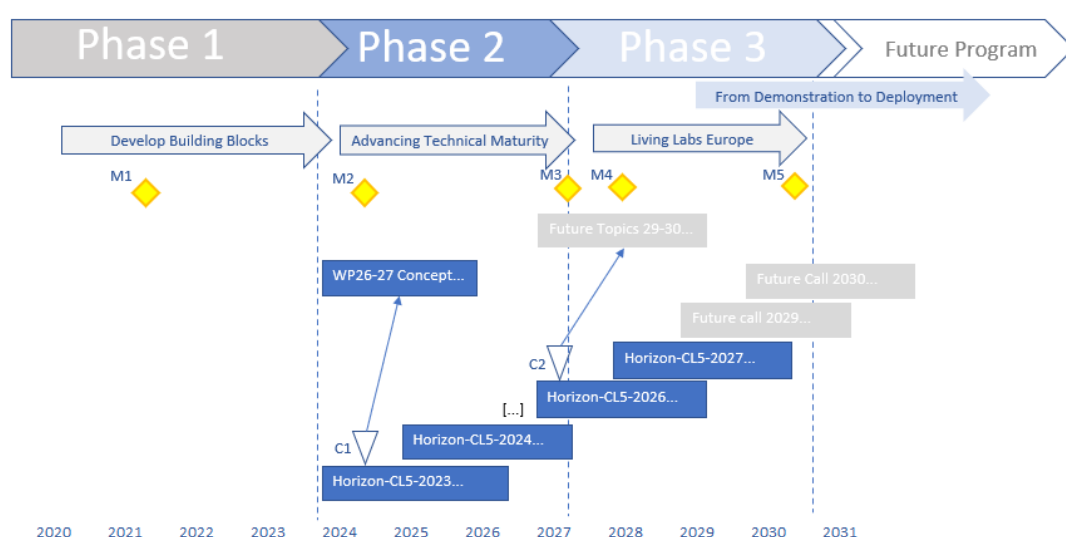 Phase 1
Phase 2
Phase 3
Future Program
From Demonstration to Deployment
Develop Building Blocks
Advancing Technical Maturity
Living Labs Europe
M1
M2
M3
M4
M5
Future Topics 29-30...
WP26-27 Concept...
Future Call 2030...
Future call 2029...
C2
Horizon-CL5-2027...
Horizon-CL5-2026...
[...]
C1
Horizon-CL5-2024...
Horizon-CL5-2023...
2020 2021 2022 2023 2024 2025 2026 2027 2028 2029 2030 2031